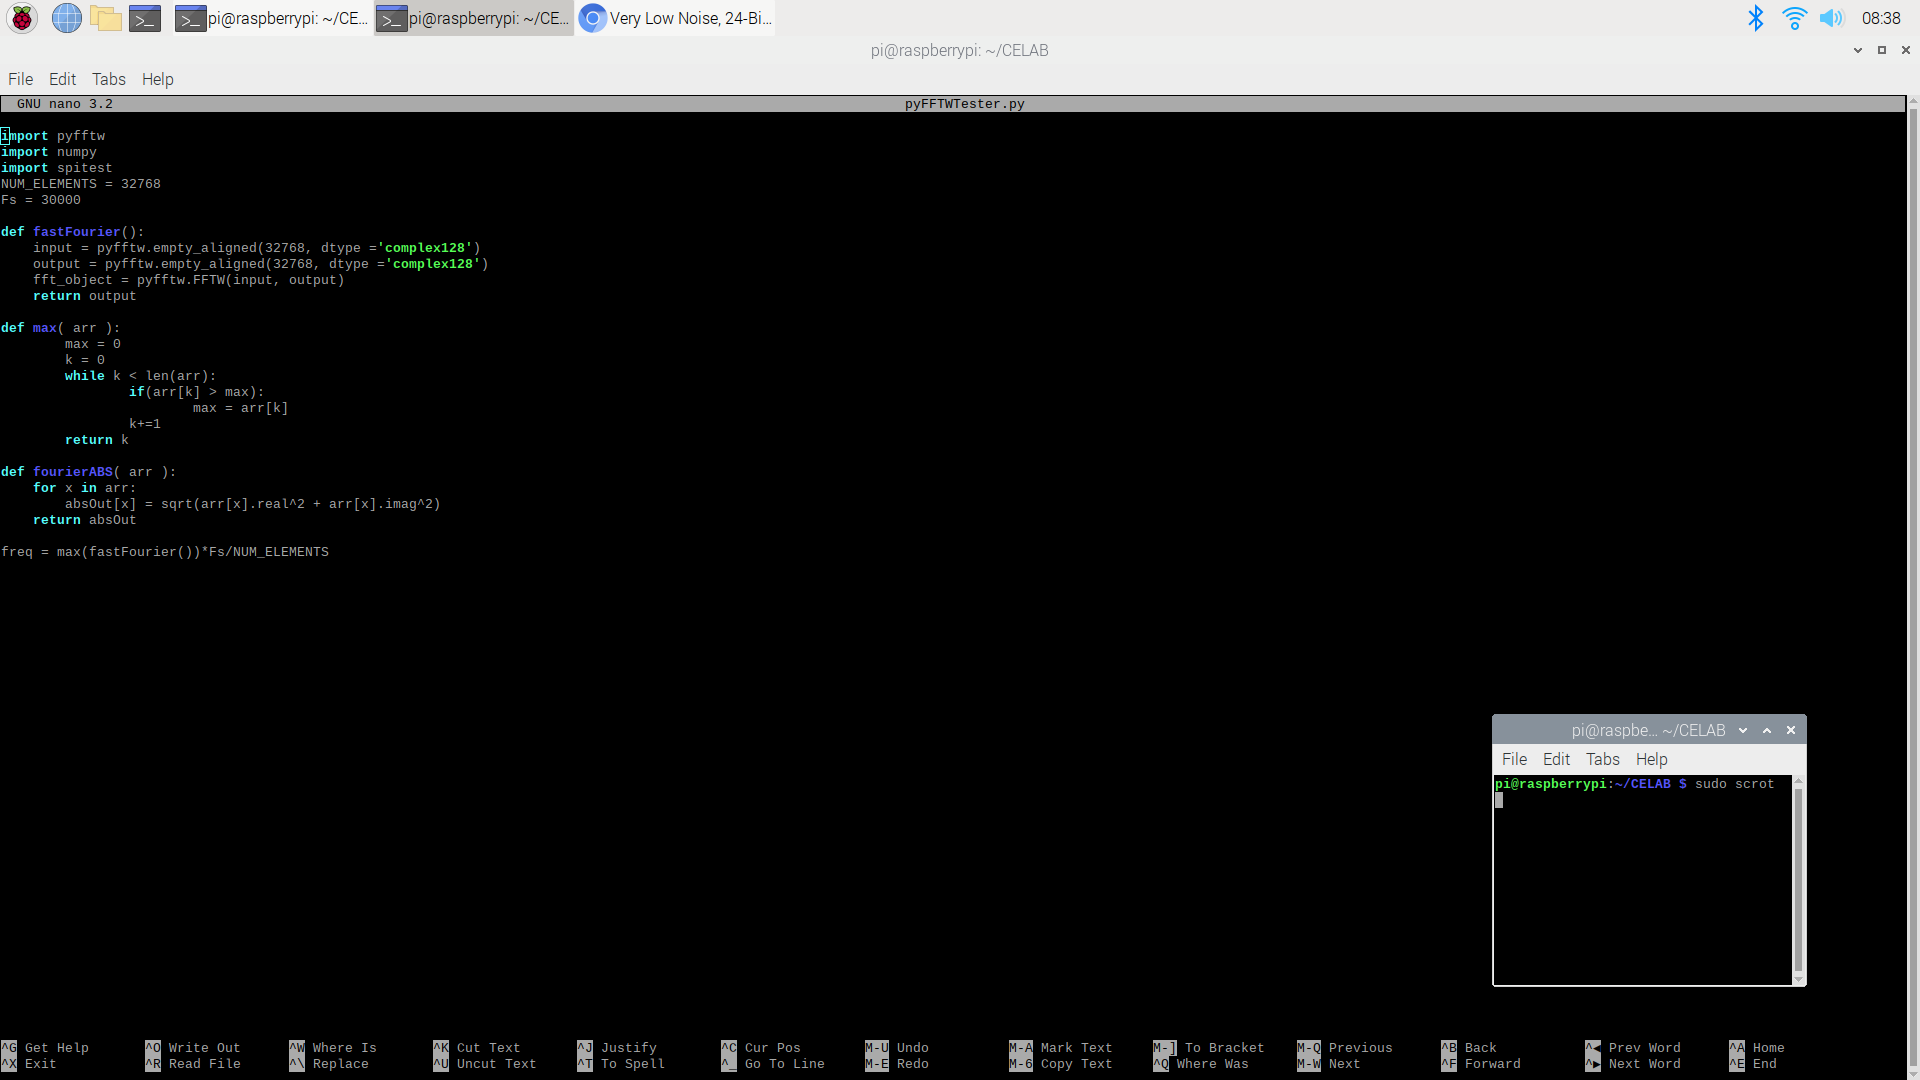 pi@raspberrypi: ~/CE... pi@raspberrypi: ~/CE... Very Low Noise, 24-Bi... 08:38
pi@raspberrypi: ~/CELAB
File Edit Tabs Help
GNU nano 3.2 pyFFTWTester.py
import pyfftw
import numpy
import spitest
NUM_ELEMENTS = 32768
Fs = 30000
def fastFourier():
    input = pyfftw.empty_aligned(32768, dtype ='complex128')
    output = pyfftw.empty_aligned(32768, dtype ='complex128')
    fft_object = pyfftw.FFTW(input, output)
    return output
def max( arr ):
        max = 0
        k = 0
        while k < len(arr):
                if(arr[k] > max):
                        max = arr[k]
                k+=1
        return k
def fourierABS( arr ):
    for x in arr:
        absOut[x] = sqrt(arr[x].real^2 + arr[x].imag^2)
    return absOut
freq = max(fastFourier())*Fs/NUM_ELEMENTS
pi@raspbe... ~/CELAB
File Edit Tabs Help
pi@raspberrypi:~/CELAB $ sudo scrot
^G Get Help ^O Write Out ^W Where Is ^K Cut Text ^J Justify ^C Cur Pos M-U Undo M-A Mark Text M-] To Bracket M-Q Previous ^B Back ^◀ Prev Word ^A Home
^X Exit ^R Read File ^\ Replace ^U Uncut Text ^T To Spell ^_ Go To Line M-E Redo M-6 Copy Text ^Q Where Was M-W Next ^F Forward ^▶ Next Word ^E End